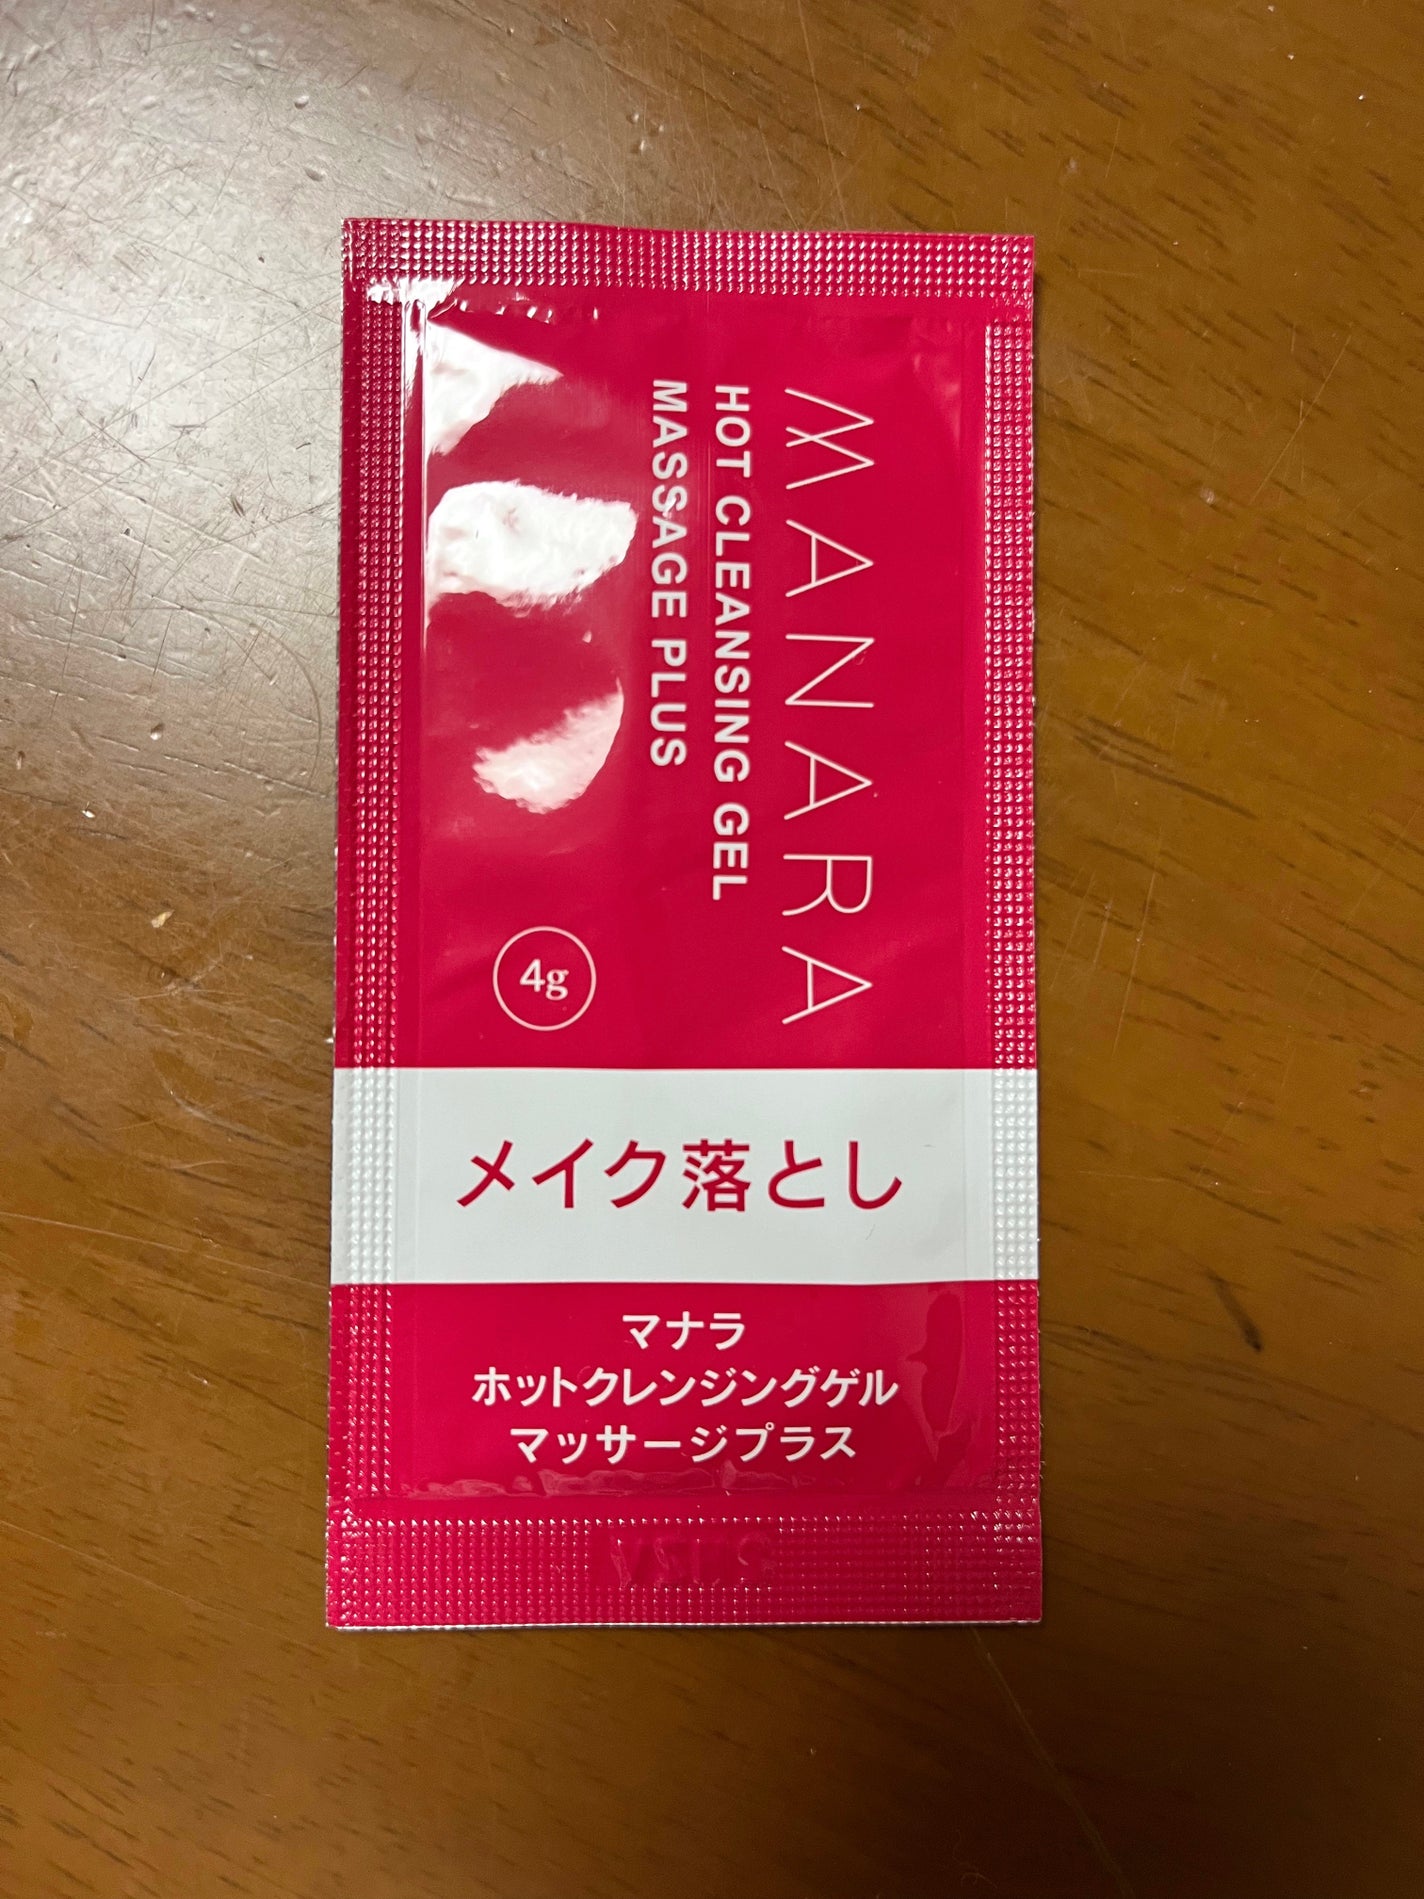 MANARA
HOT CLEANSING GEL
MASSAGE PLUS
4g
メイク落とし
マナラ
ホットクレンジングゲル
マッサージプラス